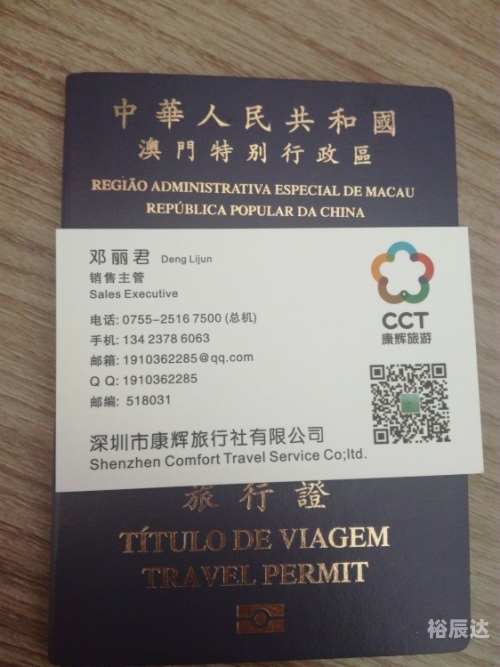 中華人民共和國
澳門特別行政區
REGIÃO ADMINISTRATIVA ESPECIAL DE MACAU
REPÚBLICA POPULAR DA CHINA
邓丽君 Deng Lijun
销售主管
Sales Executive
电话: 0755-2516 7500 (总机)
手机: 134 2378 6063
邮箱: 1910362285@qq.com
Q Q: 1910362285
邮编: 518031
CCT
康辉旅游
深圳市康辉旅行社有限公司
Shenzhen Comfort Travel Service Co;ltd.
旅行證
TÍTULO DE VIAGEM
TRAVEL PERMIT
裕辰达